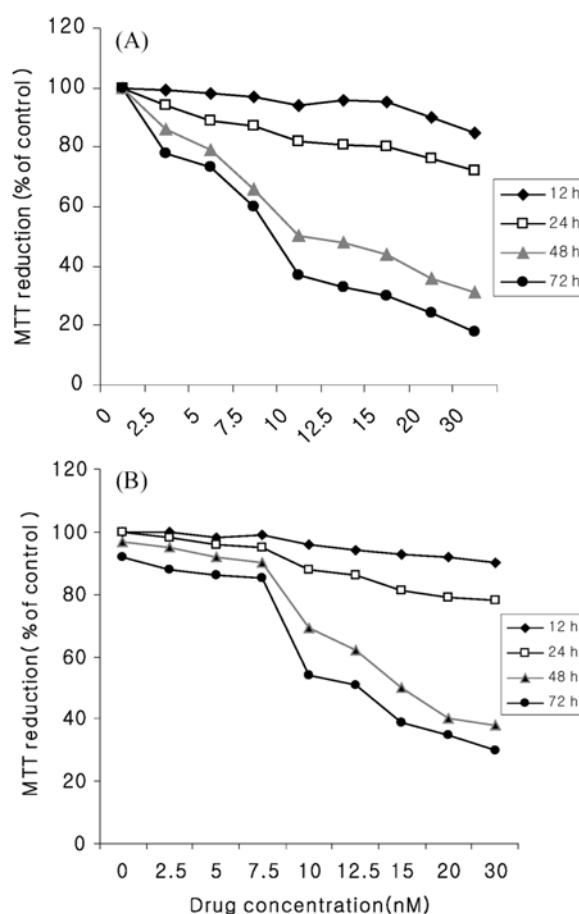 (A)
MTT reduction (% of control)
120
100
80
60
40
20
0
0 2.5 5 7.5 10 12.5 15 20 30
12 h
24 h
48 h
72 h
(B)
MTT reduction( % of control)
120
100
80
60
40
20
0
0 2.5 5 7.5 10 12.5 15 20 30
Drug concentration(nM)
12 h
24 h
48 h
72 h